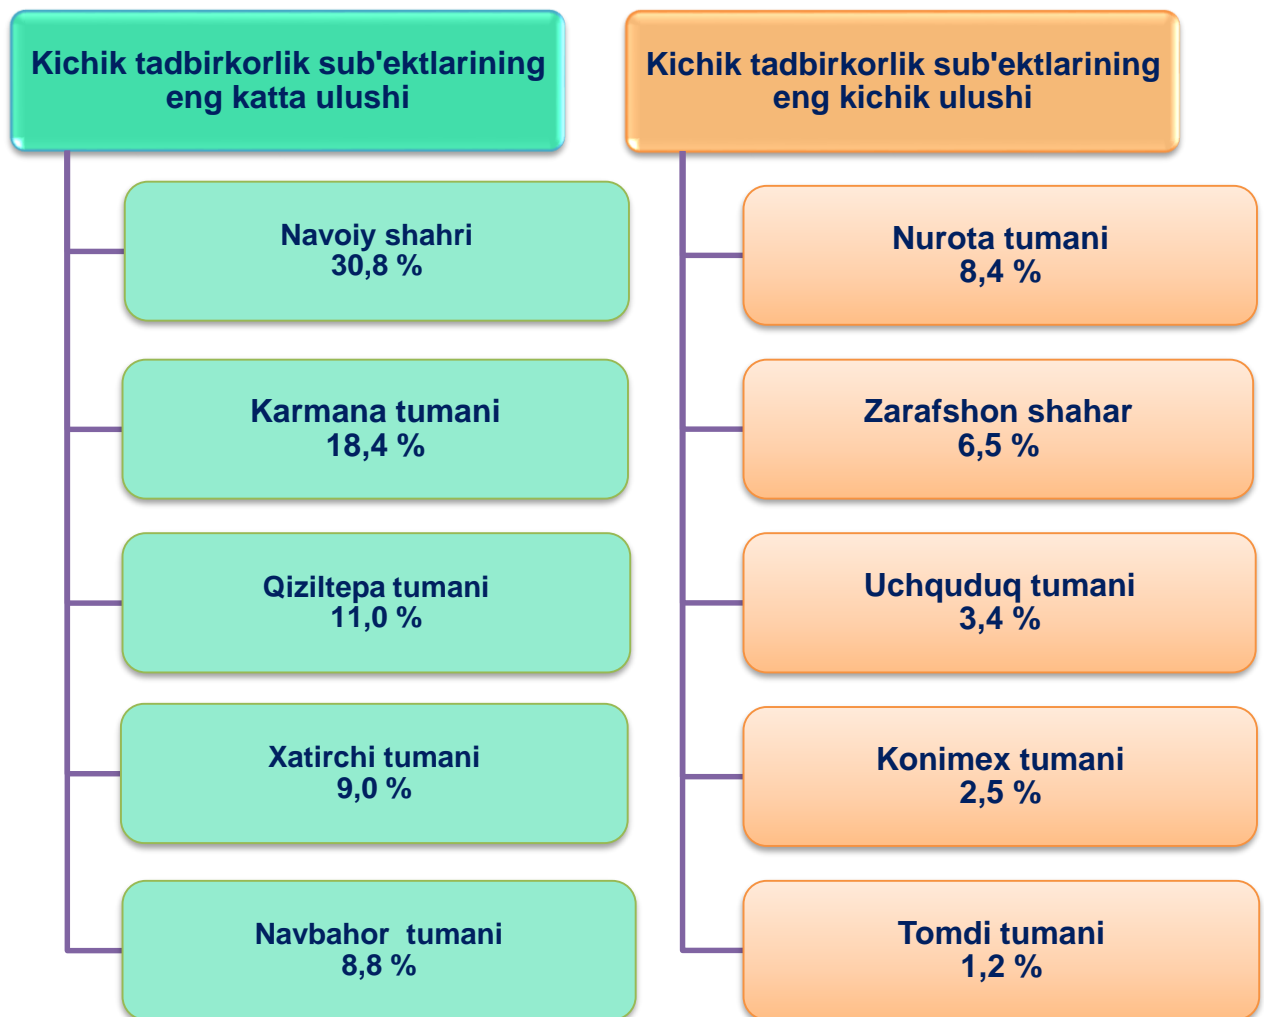 Kichik tadbirkorlik sub'ektlarining
eng katta ulushi
Navoiy shahri
30,8 %
Karmana tumani
18,4 %
Qiziltepa tumani
11,0 %
Xatirchi tumani
9,0 %
Navbahor  tumani
8,8 %
Kichik tadbirkorlik sub'ektlarining
eng kichik ulushi
Nurota tumani
8,4 %
Zarafshon shahar
6,5 %
Uchquduq tumani
3,4 %
Konimex tumani
2,5 %
Tomdi tumani
1,2 %